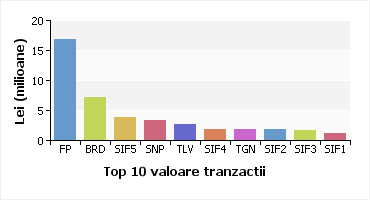 Lei (milioane)
20
15
10
5
0
FP BRD SIF5 SNP TLV SIF4 TGN SIF2 SIF3 SIF1
Top 10 valoare tranzactii